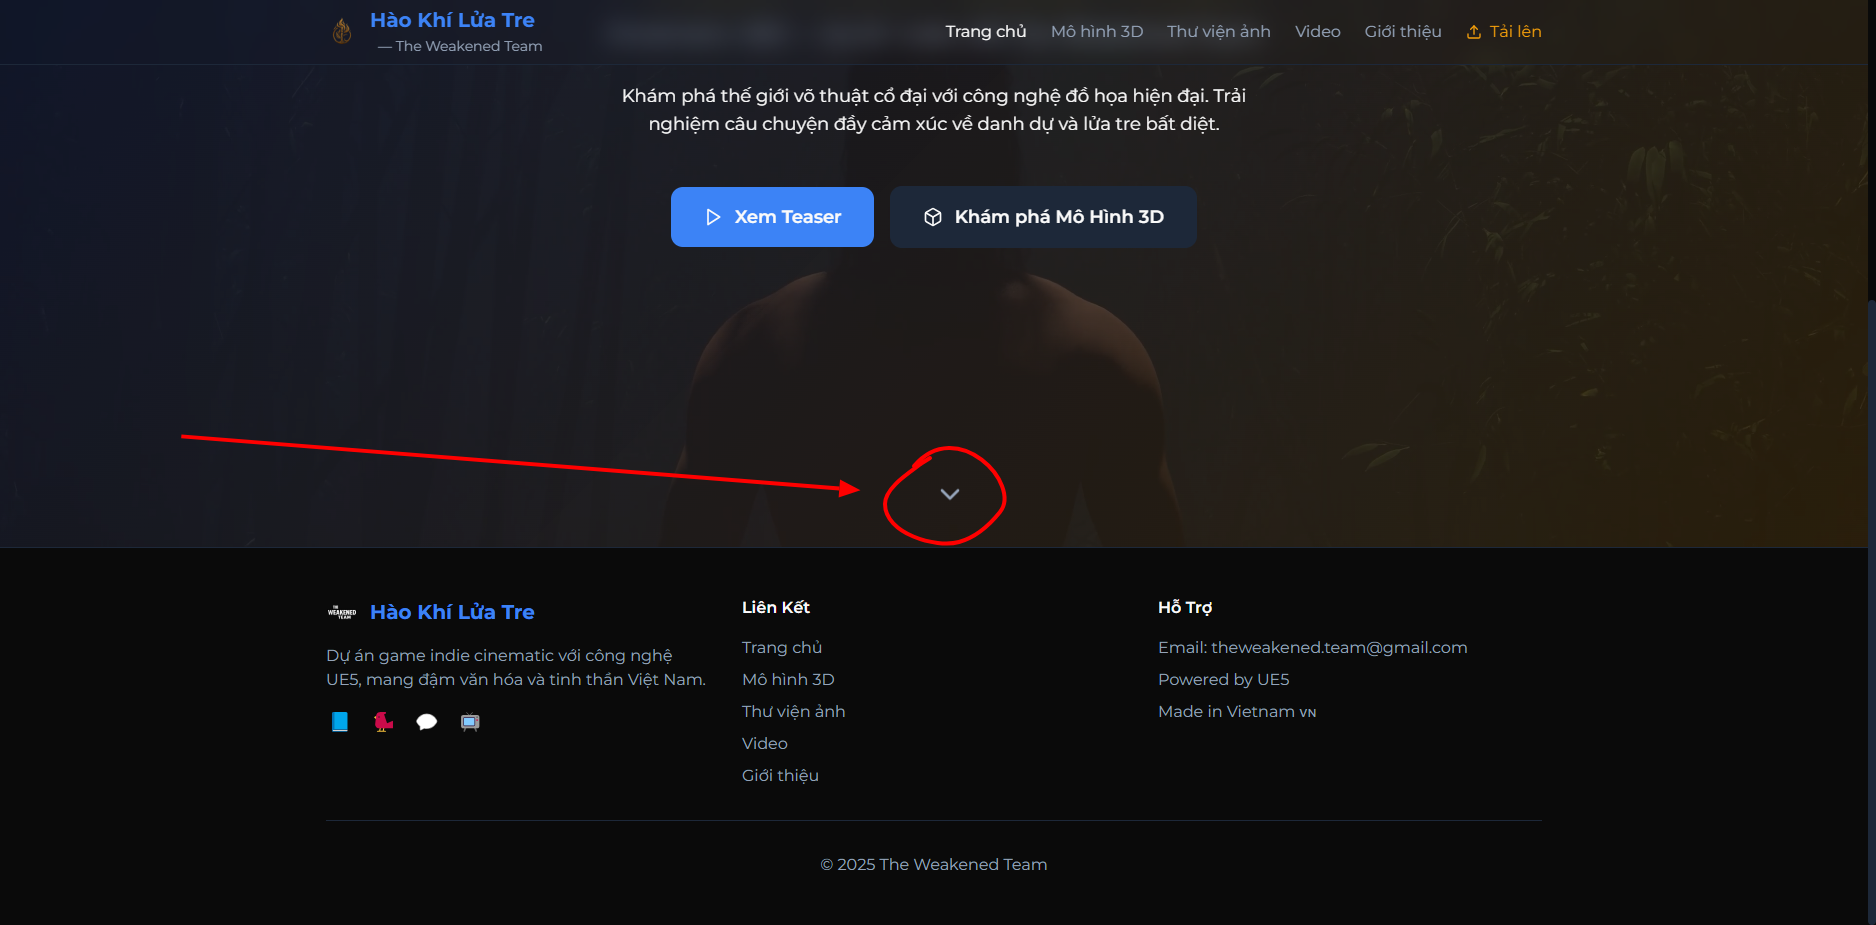 Hào Khí Lửa Tre
— The Weakened Team
Trang chủ
Mô hình 3D
Thư viện ảnh
Video
Giới thiệu
Tải lên
Khám phá thế giới võ thuật cổ đại với công nghệ đồ họa hiện đại. Trải
nghiệm câu chuyện đầy cảm xúc về danh dự và lửa tre bất diệt.
Xem Teaser
Khám phá Mô Hình 3D
THE
WEAKENED
TEAM
Hào Khí Lửa Tre
Dự án game indie cinematic với công nghệ
UE5, mang đậm văn hóa và tinh thần Việt Nam.
Liên Kết
Trang chủ
Mô hình 3D
Thư viện ảnh
Video
Giới thiệu
Hỗ Trợ
Email: theweakened.team@gmail.com
Powered by UE5
Made in Vietnam VN
© 2025 The Weakened Team